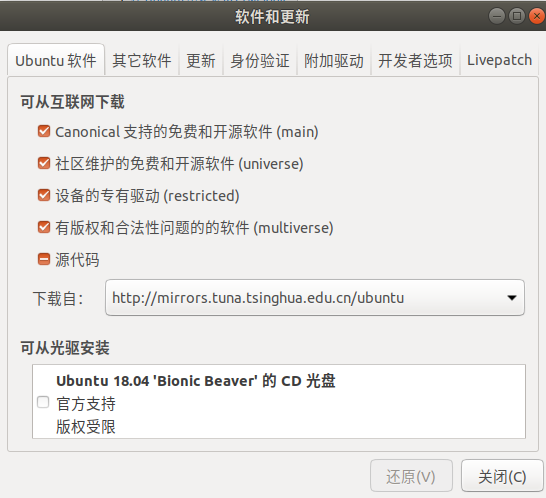 软件和更新
Ubuntu 软件 其它软件 更新 身份验证 附加驱动 开发者选项 Livepatch
可从互联网下载
Canonical 支持的免费和开源软件 (main)
社区维护的免费和开源软件 (universe)
设备的专有驱动 (restricted)
有版权和合法性问题的的软件 (multiverse)
源代码
下载自： http://mirrors.tuna.tsinghua.edu.cn/ubuntu
可从光驱安装
Ubuntu 18.04 'Bionic Beaver' 的 CD 光盘
官方支持
版权受限
还原(V) 关闭(C)